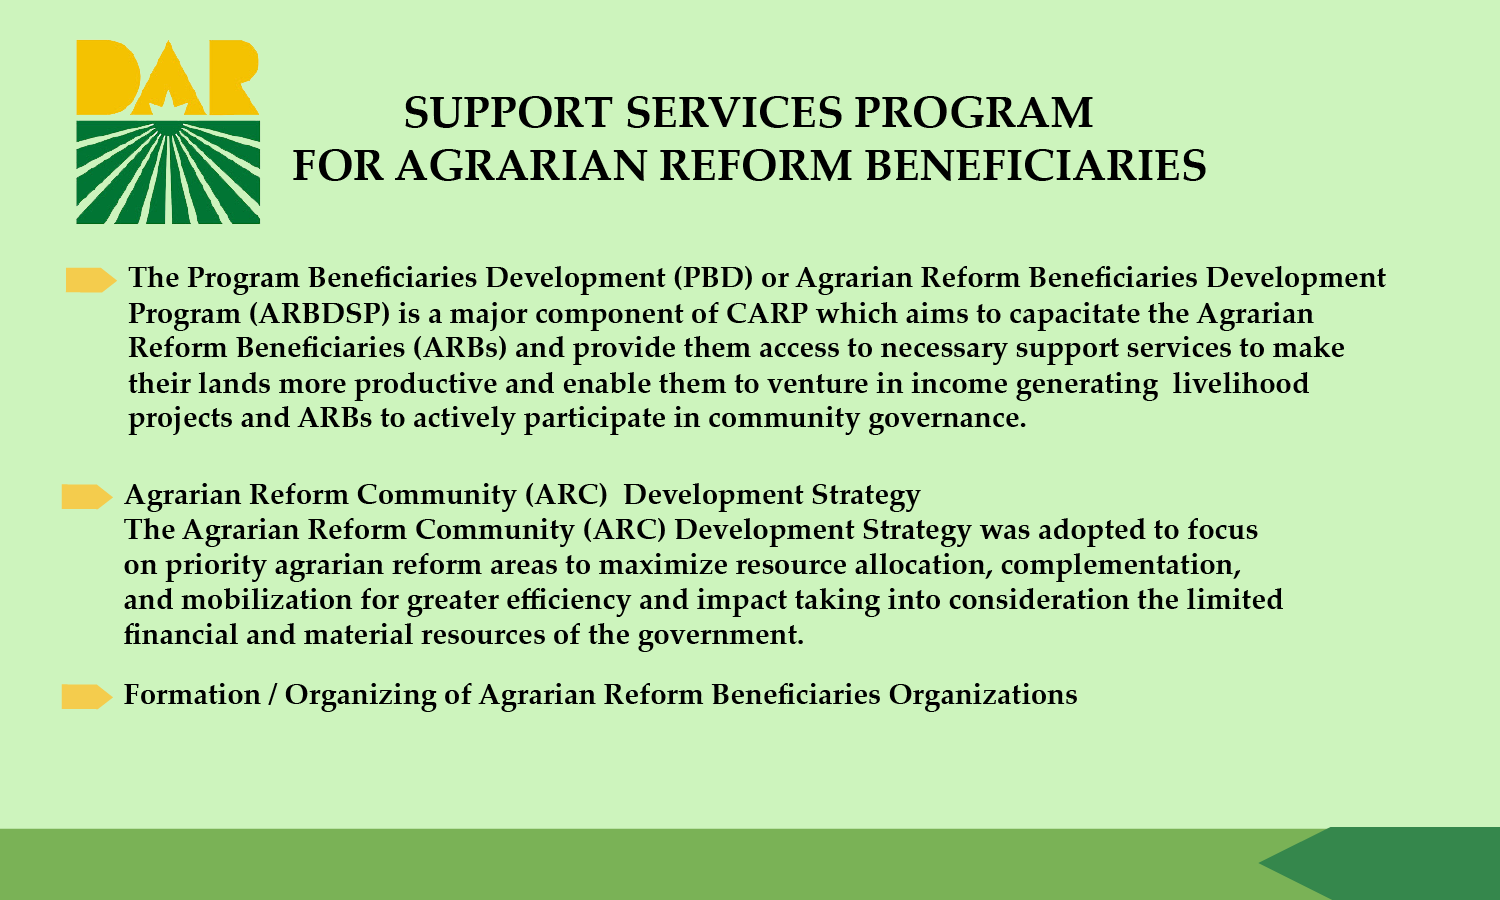 DAR
SUPPORT SERVICES PROGRAM
FOR AGRARIAN REFORM BENEFICIARIES
The Program Beneficiaries Development (PBD) or Agrarian Reform Beneficiaries Development
Program (ARBDSP) is a major component of CARP which aims to capacitate the Agrarian
Reform Beneficiaries (ARBs) and provide them access to necessary support services to make
their lands more productive and enable them to venture in income generating  livelihood
projects and ARBs to actively participate in community governance.
Agrarian Reform Community (ARC)  Development Strategy
The Agrarian Reform Community (ARC) Development Strategy was adopted to focus
on priority agrarian reform areas to maximize resource allocation, complementation,
and mobilization for greater efficiency and impact taking into consideration the limited
financial and material resources of the government.
Formation / Organizing of Agrarian Reform Beneficiaries Organizations